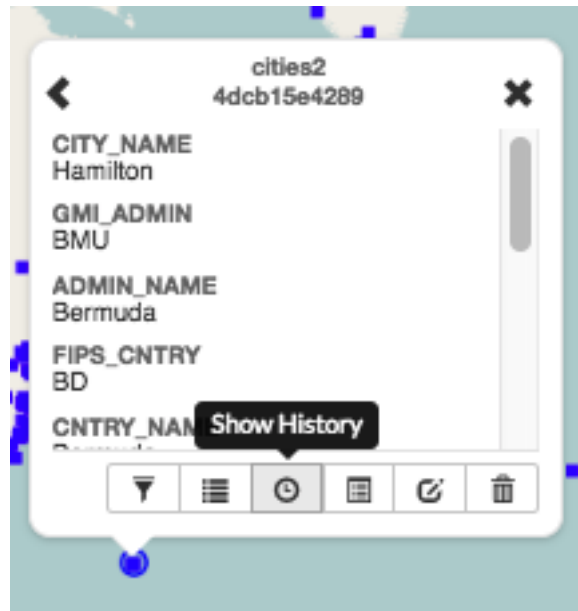 cities2
4dcb15e4289
CITY_NAME
Hamilton
GMI_ADMIN
BMU
ADMIN_NAME
Bermuda
FIPS_CNTRY
BD
CNTRY_NAM
Show History